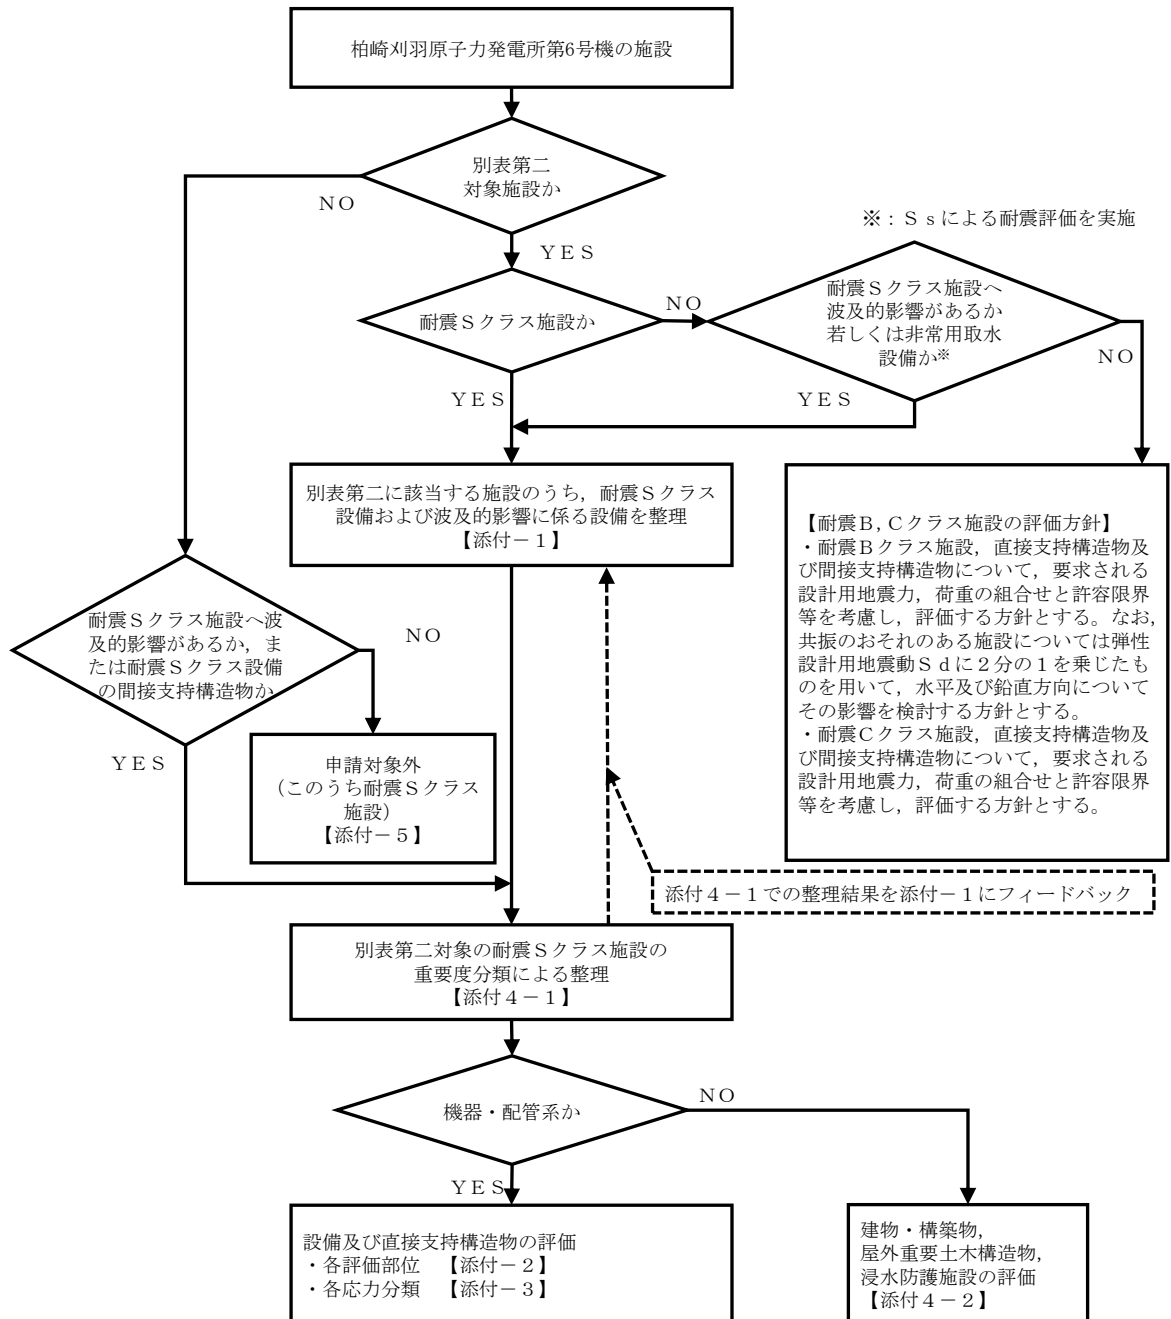 柏崎刈羽原子力発電所第6号機の施設
別表第二
対象施設か
ＮＯ
ＹＥＳ
※：Ｓｓによる耐震評価を実施
耐震Ｓクラス施設か
ＮＯ
耐震Ｓクラス施設へ
波及的影響があるか
若しくは非常用取水
設備か※
ＮＯ
ＹＥＳ
ＹＥＳ
別表第二に該当する施設のうち，耐震Ｓクラス
設備および波及的影響に係る設備を整理
【添付－１】
【耐震Ｂ，Ｃクラス施設の評価方針】
・耐震Ｂクラス施設，直接支持構造物及
び間接支持構造物について，要求される
設計用地震力，荷重の組合せと許容限界
等を考慮し，評価する方針とする。なお，
共振のおそれのある施設については弾性
設計用地震動Ｓｄに２分の１を乗じたも
のを用いて，水平及び鉛直方向について
その影響を検討する方針とする。
・耐震Ｃクラス施設，直接支持構造物及
び間接支持構造物について，要求される
設計用地震力，荷重の組合せと許容限界
等を考慮し，評価する方針とする。
耐震Ｓクラス施設へ波
及的影響があるか，ま
たは耐震Ｓクラス設備
の間接支持構造物か
ＮＯ
ＹＥＳ
申請対象外
（このうち耐震Ｓクラス
施設）
【添付－５】
添付４－１での整理結果を添付－１にフィードバック
別表第二対象の耐震Ｓクラス施設の
重要度分類による整理
【添付４－１】
機器・配管系か
ＮＯ
ＹＥＳ
設備及び直接支持構造物の評価
・各評価部位　【添付－２】
・各応力分類　【添付－３】
建物・構築物，
屋外重要土木構造物，
浸水防護施設の評価
【添付４－２】